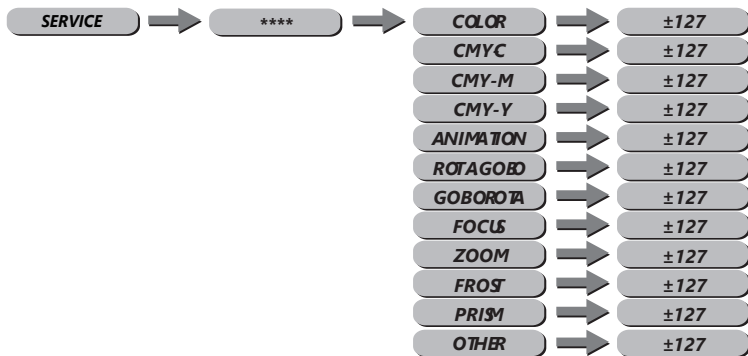 SERVICE **** COLOR ±127
CMY-C ±127
CMY-M ±127
CMY-Y ±127
ANIMATION ±127
ROTAGOBO ±127
GOBOROTA ±127
FOCUS ±127
ZOOM ±127
FROST ±127
PRISM ±127
OTHER ±127